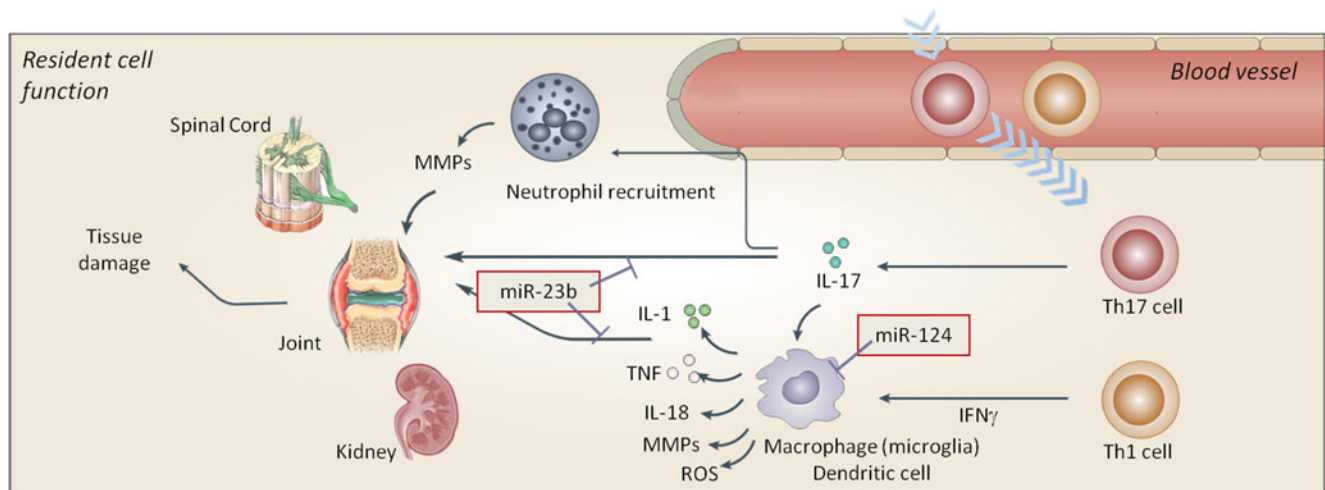 Resident cell
function
Blood vessel
Spinal Cord
MMPs
Neutrophil recruitment
Tissue
damage
IL-17
Th17 cell
miR-23b
IL-1
miR-124
Joint
TNF
IL-18
IFNγ
Kidney
MMPs
Macrophage (microglia)
Th1 cell
ROS
Dendritic cell